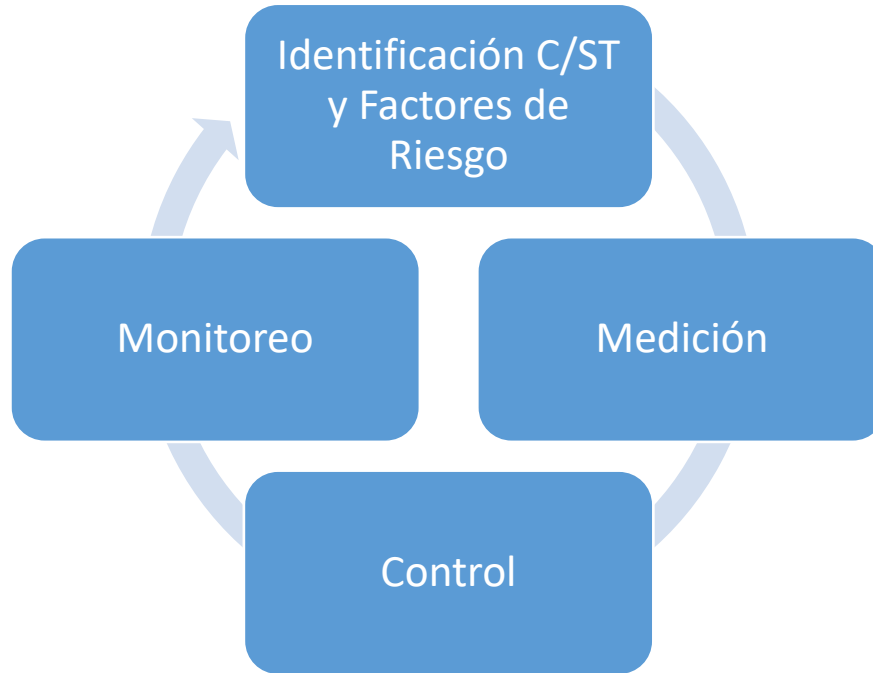 Identificación C/ST
y Factores de
Riesgo
Monitoreo
Medición
Control